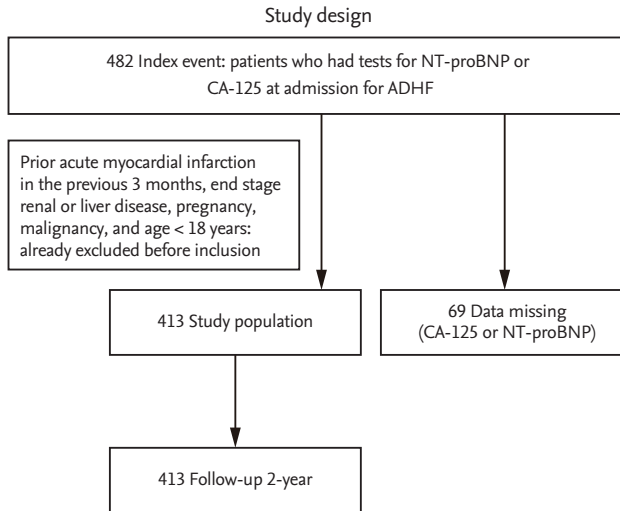 Study design
482 Index event: patients who had tests for NT-proBNP or
CA-125 at admission for ADHF
Prior acute myocardial infarction
in the previous 3 months, end stage
renal or liver disease, pregnancy,
malignancy, and age < 18 years:
already excluded before inclusion
413 Study population
69 Data missing
(CA-125 or NT-proBNP)
413 Follow-up 2-year